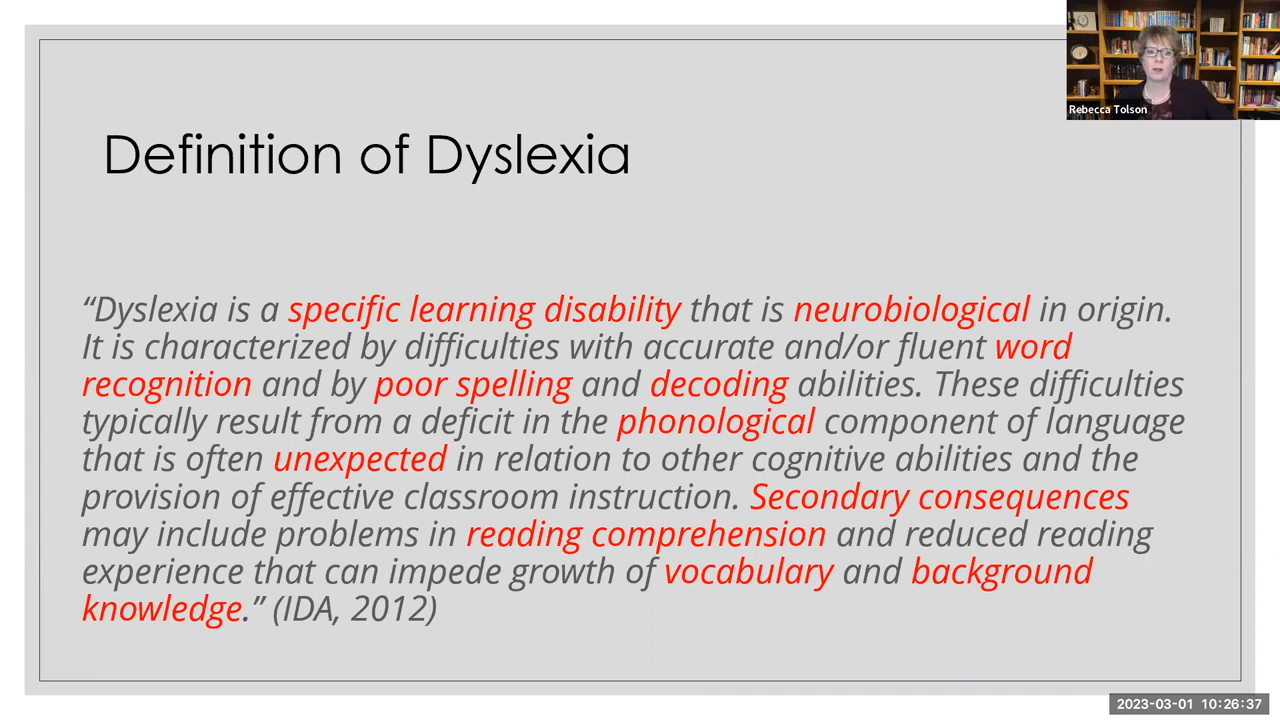 Rebecca Tolson
Definition of Dyslexia
“Dyslexia is a specific learning disability that is neurobiological in origin.
It is characterized by difficulties with accurate and/or fluent word
recognition and by poor spelling and decoding abilities. These difficulties
typically result from a deficit in the phonological component of language
that is often unexpected in relation to other cognitive abilities and the
provision of effective classroom instruction. Secondary consequences
may include problems in reading comprehension and reduced reading
experience that can impede growth of vocabulary and background
knowledge.” (IDA, 2012)
2023-03-01 10:26:37